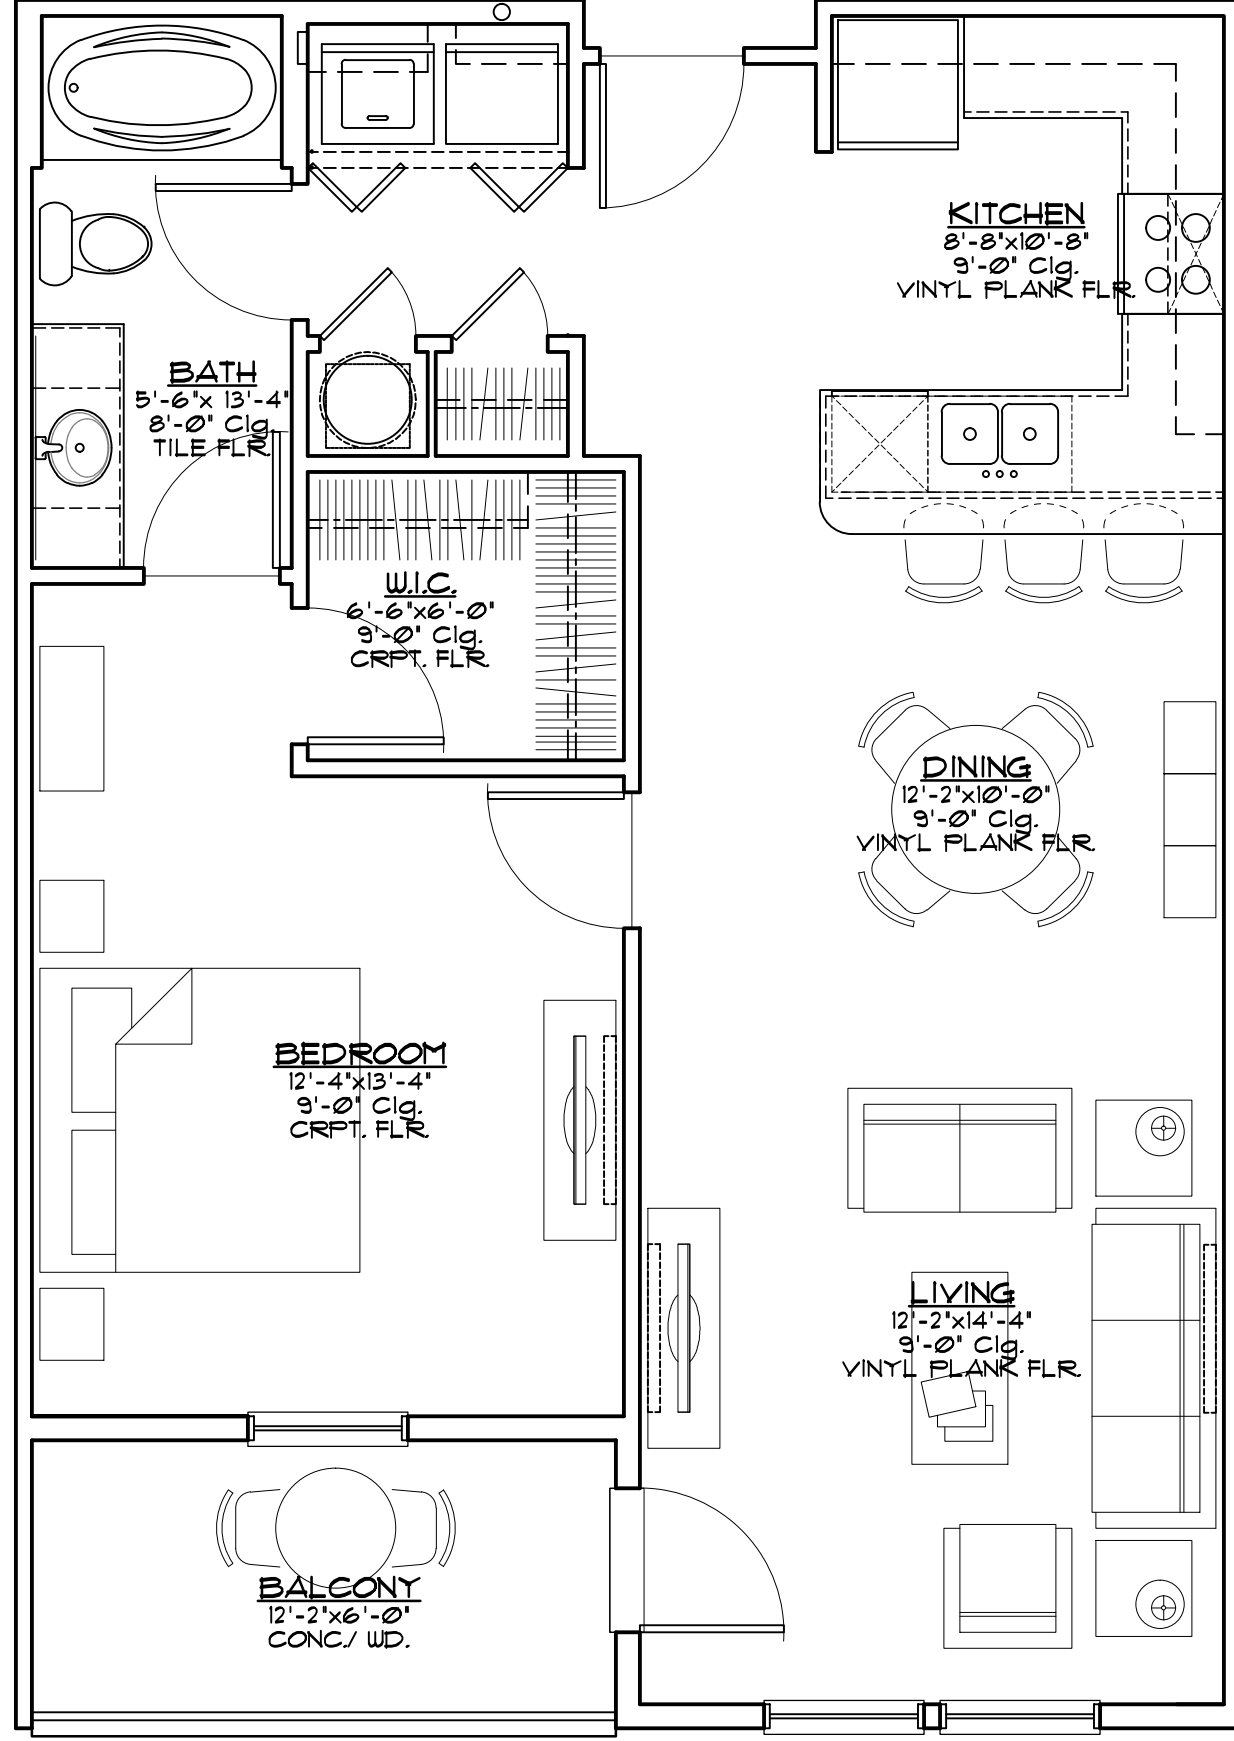 KITCHEN
8'-8"x10'-8"
9'-0" Clg.
VINYL PLANK FLR.
BATH
5'-6"x 13'-4"
8'-0" Clg.
TILE FLR.
W.I.C.
6'-6"x6'-0"
9'-0" Clg.
CRPT. FLR.
DINING
12'-2"x10'-0"
9'-0" Clg.
VINYL PLANK FLR.
BEDROOM
12'-4"x13'-4"
9'-0" Clg.
CRPT. FLR.
LIVING
12'-2"x14'-4"
9'-0" Clg.
VINYL PLANK FLR.
BALCONY
12'-2"x6'-0"
CONC./ WD.